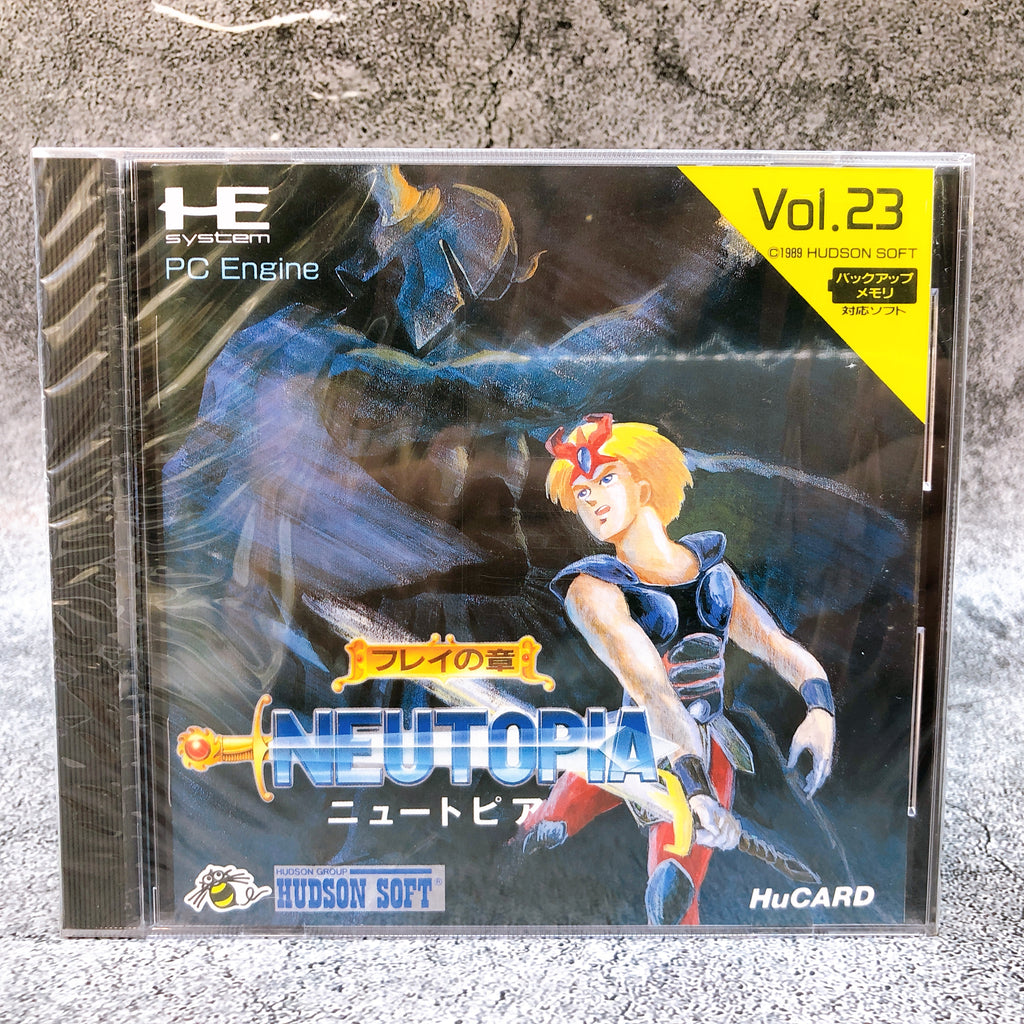 HE
system
PC Engine
Vol.23
©1989 HUDSON SOFT
バックアップ
メモリ
対応ソフト
フレイの章
NEUTOPIA
ニュートピア
HUDSON GROUP
HUDSON SOFT®
HuCARD